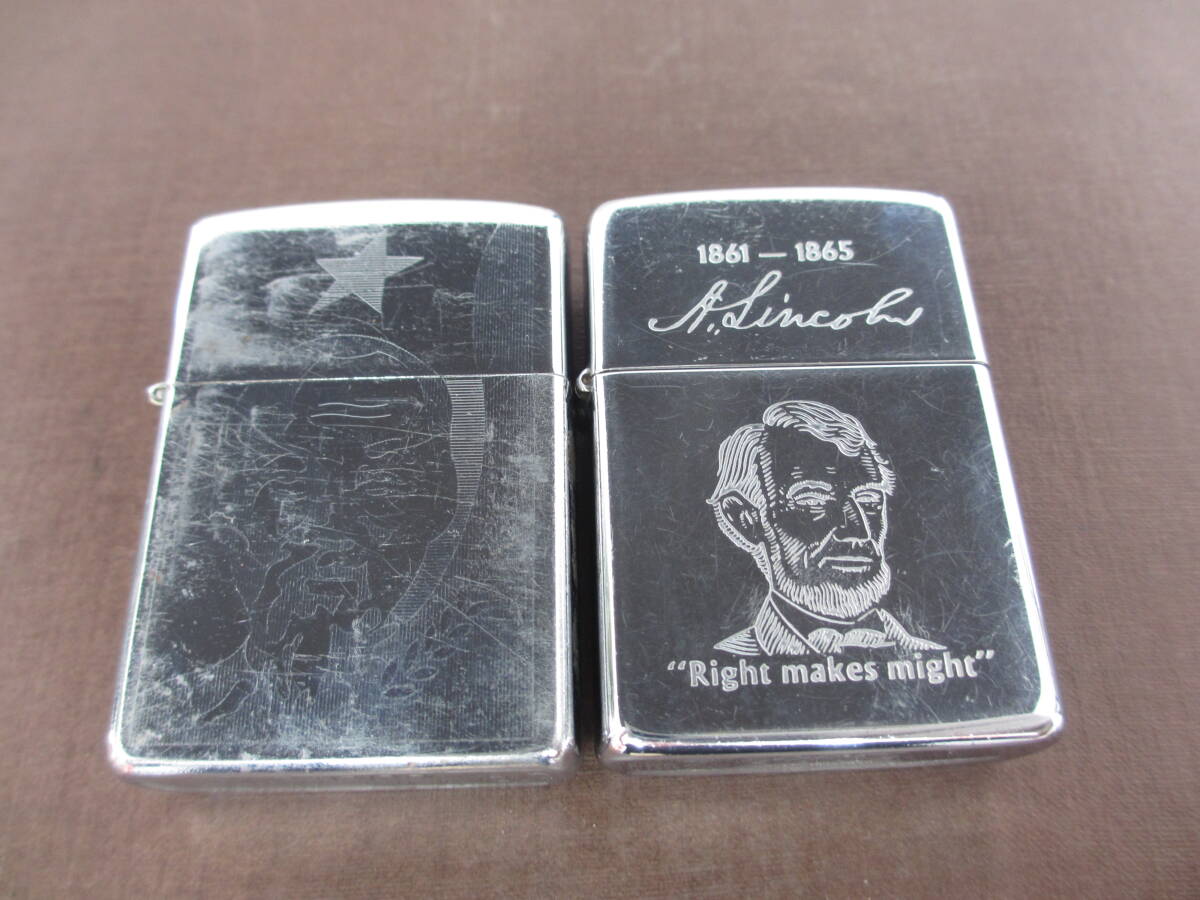 1861 — 1865
A. Lincoln
“Right makes might”